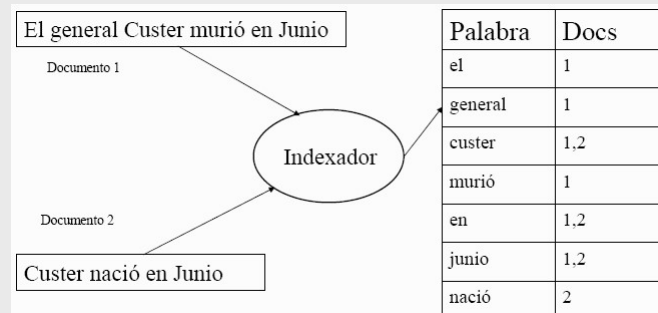 El general Custer murió en Junio
Documento 1
Indexador
Documento 2
Custer nació en Junio
Palabra Docs
el 1
general 1
custer 1,2
murió 1
en 1,2
junio 1,2
nació 2